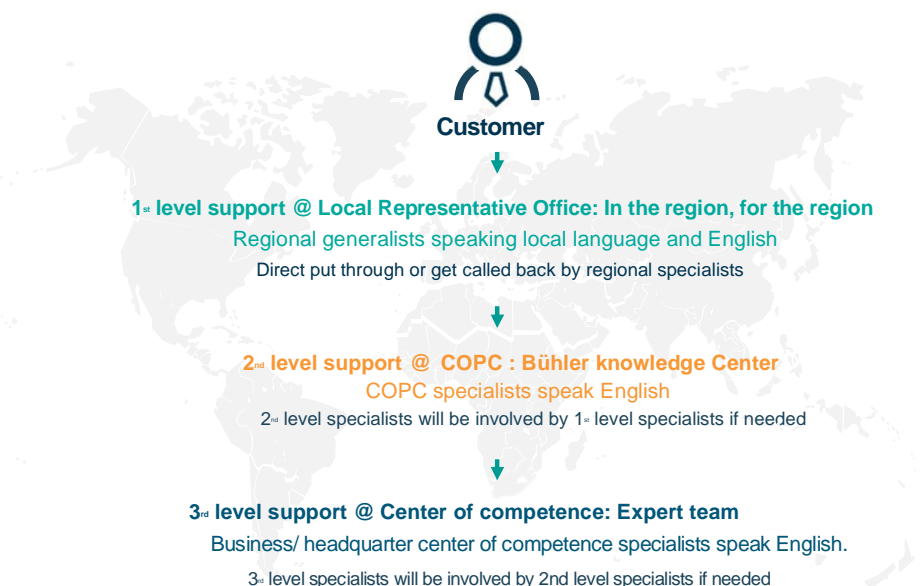 Customer
1st level support @ Local Representative Office: In the region, for the region
Regional generalists speaking local language and English
Direct put through or get called back by regional specialists
2nd level support @ COPC : Bühler knowledge Center
COPC specialists speak English
2nd level specialists will be involved by 1st level specialists if needed
3rd level support @ Center of competence: Expert team
Business/ headquarter center of competence specialists speak English.
3rd level specialists will be involved by 2nd level specialists if needed